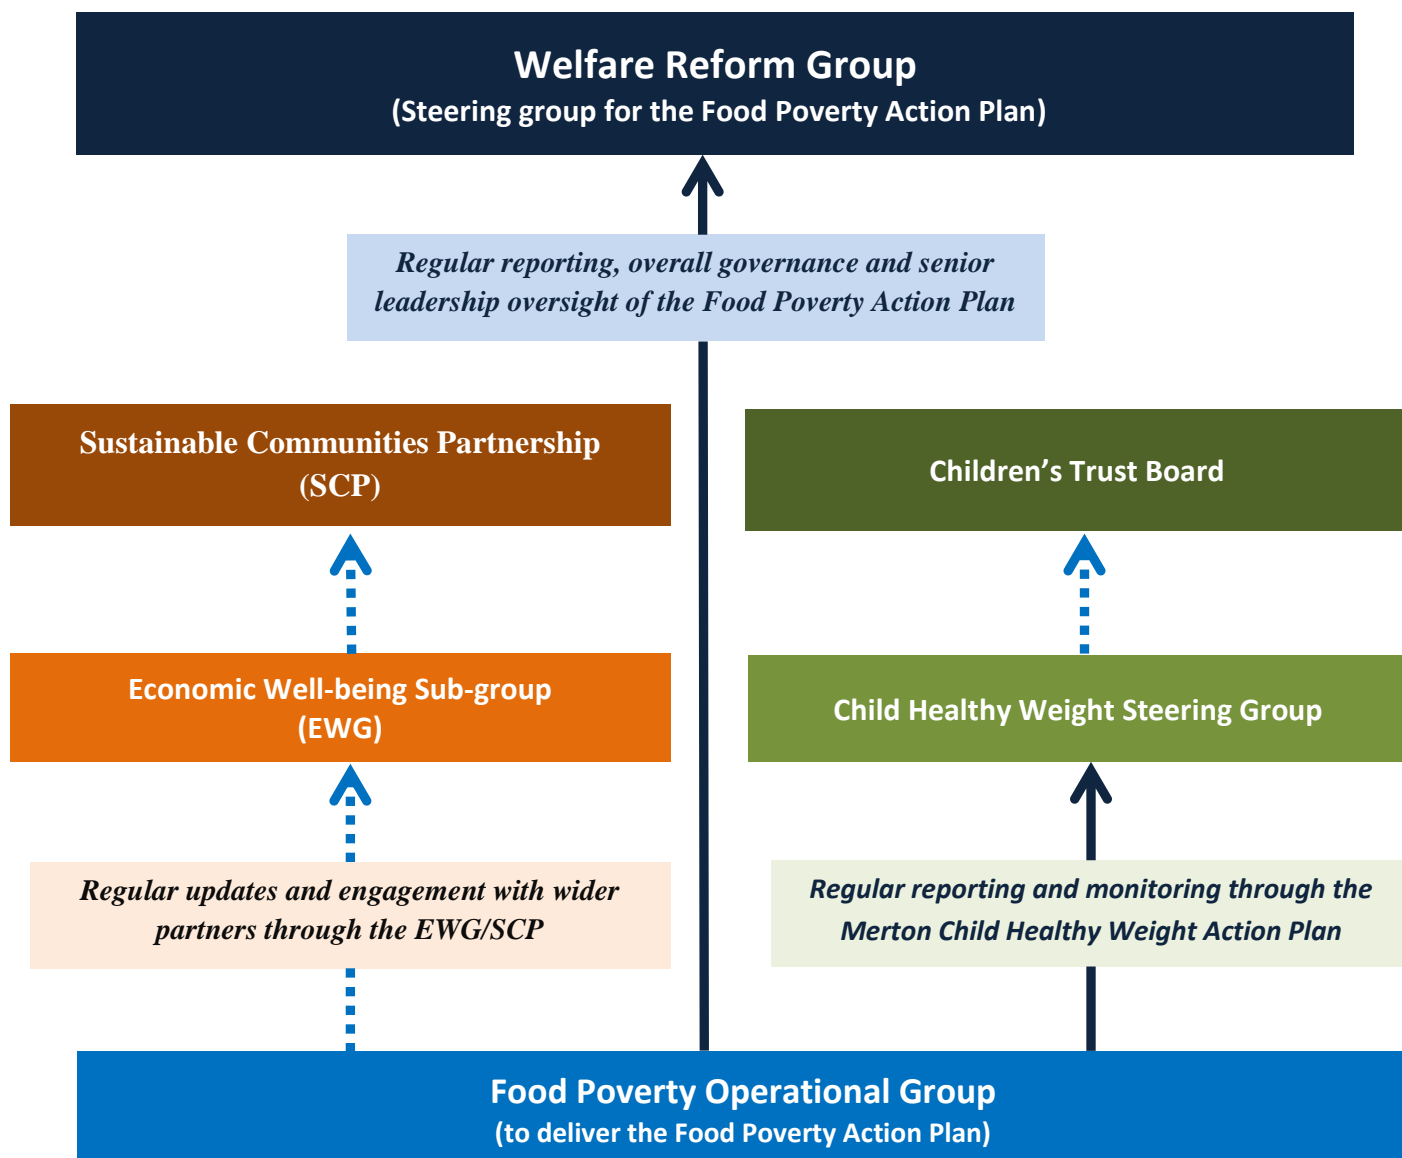 Welfare Reform Group
(Steering group for the Food Poverty Action Plan)
Regular reporting, overall governance and senior
leadership oversight of the Food Poverty Action Plan
Sustainable Communities Partnership
(SCP)
Children’s Trust Board
Economic Well-being Sub-group
(EWG)
Child Healthy Weight Steering Group
Regular updates and engagement with wider
partners through the EWG/SCP
Regular reporting and monitoring through the
Merton Child Healthy Weight Action Plan
Food Poverty Operational Group
(to deliver the Food Poverty Action Plan)